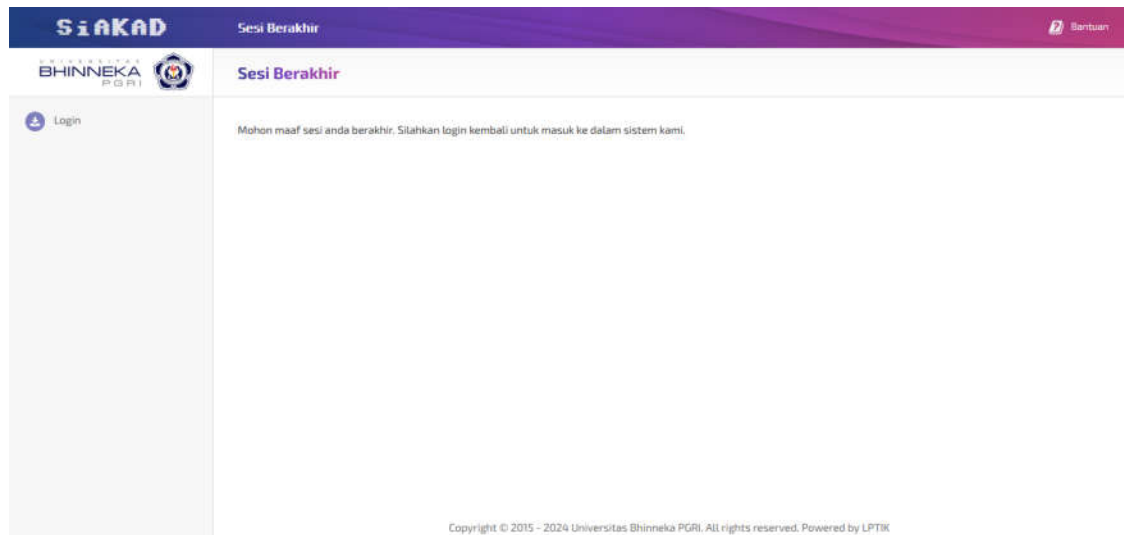 SiAKAD
Sesi Berakhir
Bantuan
UNIVERSITAS
BHINNEKA
PGRI
Sesi Berakhir
Login
Mohon maaf sesi anda berakhir. Silahkan login kembali untuk masuk ke dalam sistem kami.
Copyright © 2015 - 2024 Universitas Bhinneka PGRI. All rights reserved. Powered by LPTIK